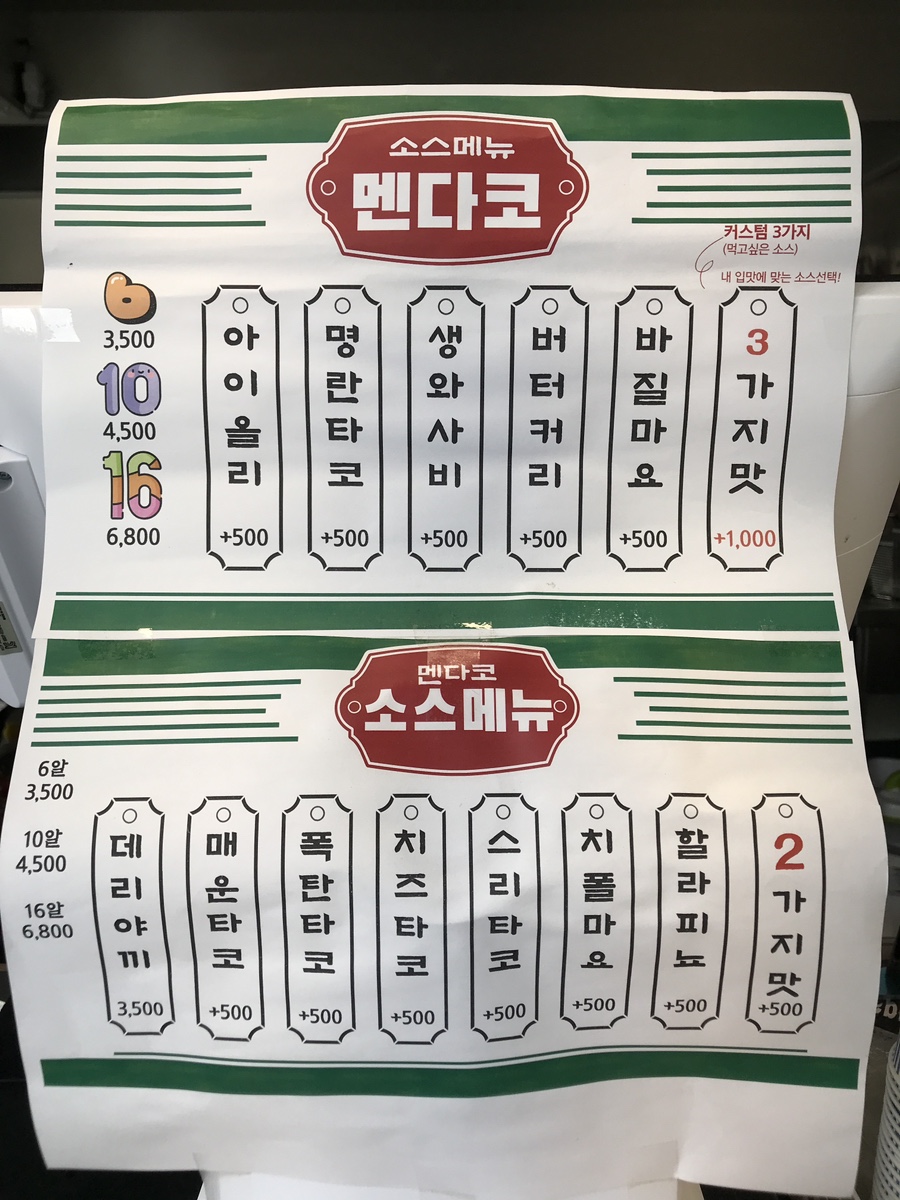 소스메뉴
멘다코
커스텀 3가지
(먹고싶은 소스)
내 입맛에 맞는 소스선택!
6
3,500
10
4,500
16
6,800
아이올리
+500
명란타코
+500
생와사비
+500
버터커리
+500
바질마요
+500
3가지맛
+1,000
멘다코
소스메뉴
6알
3,500
10알
4,500
16알
6,800
데리야끼
3,500
매운타코
+500
폭탄타코
+500
치즈타코
+500
스리타코
+500
치폴마요
+500
할라피뇨
+500
2가지맛
+500